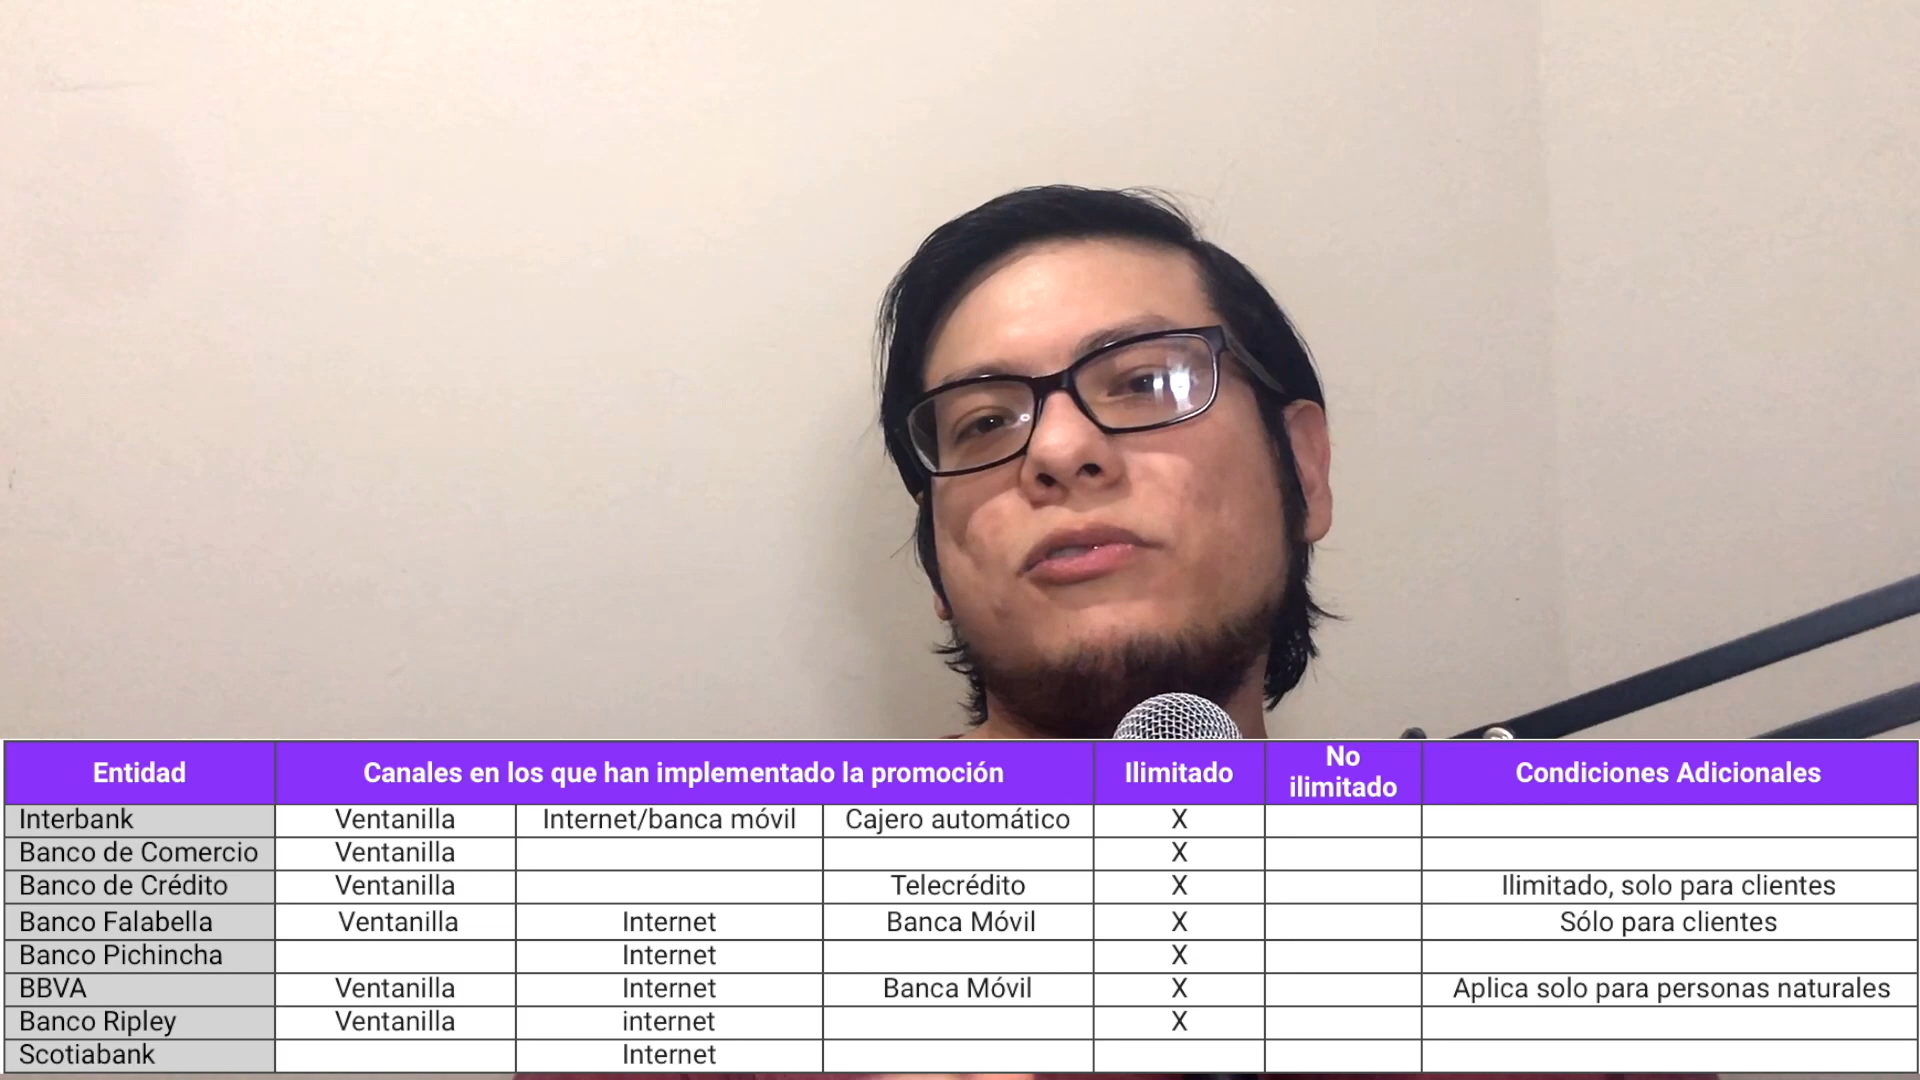 Entidad Canales en los que han implementado la promoción Ilimitado No ilimitado Condiciones Adicionales
Interbank Ventanilla Internet/banca móvil Cajero automático X
Banco de Comercio Ventanilla X
Banco de Crédito Ventanilla Telecrédito X Ilimitado, solo para clientes
Banco Falabella Ventanilla Internet Banca Móvil X Sólo para clientes
Banco Pichincha Internet X
BBVA Ventanilla Internet Banca Móvil X Aplica solo para personas naturales
Banco Ripley Ventanilla internet X
Scotiabank Internet